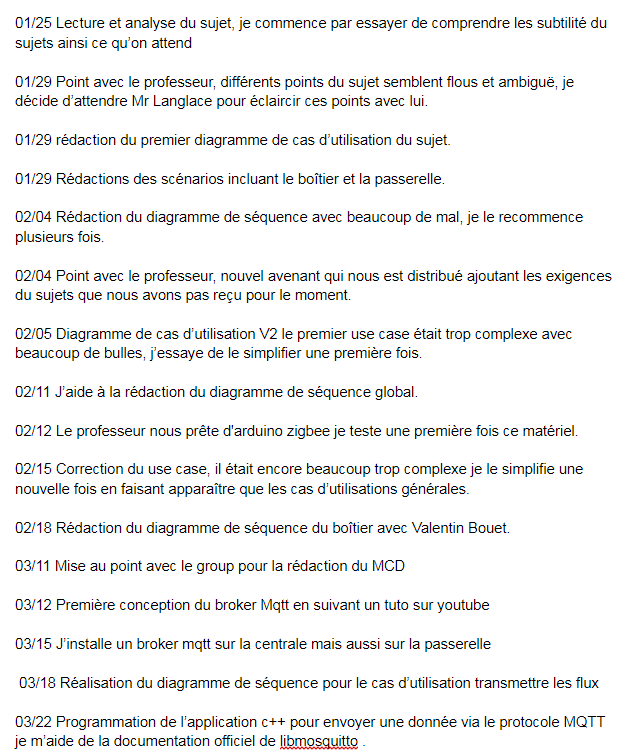 01/25 Lecture et analyse du sujet, je commence par essayer de comprendre les subtilité du
sujets ainsi ce qu'on attend
01/29 Point avec le professeur, différents points du sujet semblent flous et ambiguë, je
décide d'attendre Mr Langlace pour éclaircir ces points avec lui.
01/29 rédaction du premier diagramme de cas d'utilisation du sujet.
01/29 Rédactions des scénarios incluant le boîtier et la passerelle.
02/04 Rédaction du diagramme de séquence avec beaucoup de mal, je le recommence
plusieurs fois.
02/04 Point avec le professeur, nouvel avenant qui nous est distribué ajoutant les exigences
du sujets que nous avons pas reçu pour le moment.
02/05 Diagramme de cas d'utilisation V2 le premier use case était trop complexe avec
beaucoup de bulles, j'essaye de le simplifier une première fois.
02/11 J'aide à la rédaction du diagramme de séquence global.
02/12 Le professeur nous prête d'arduino zigbee je teste une première fois ce matériel.
02/15 Correction du use case, il était encore beaucoup trop complexe je le simplifie une
nouvelle fois en faisant apparaître que les cas d'utilisations générales.
02/18 Rédaction du diagramme de séquence du boîtier avec Valentin Bouet.
03/11 Mise au point avec le group pour la rédaction du MCD
03/12 Première conception du broker Mqtt en suivant un tuto sur youtube
03/15 J'installe un broker mqtt sur la centrale mais aussi sur la passerelle
03/18 Réalisation du diagramme de séquence pour le cas d'utilisation transmettre les flux
03/22 Programmation de l'application c++ pour envoyer une donnée via le protocole MQTT
je m'aide de la documentation officiel de libmosquitto .